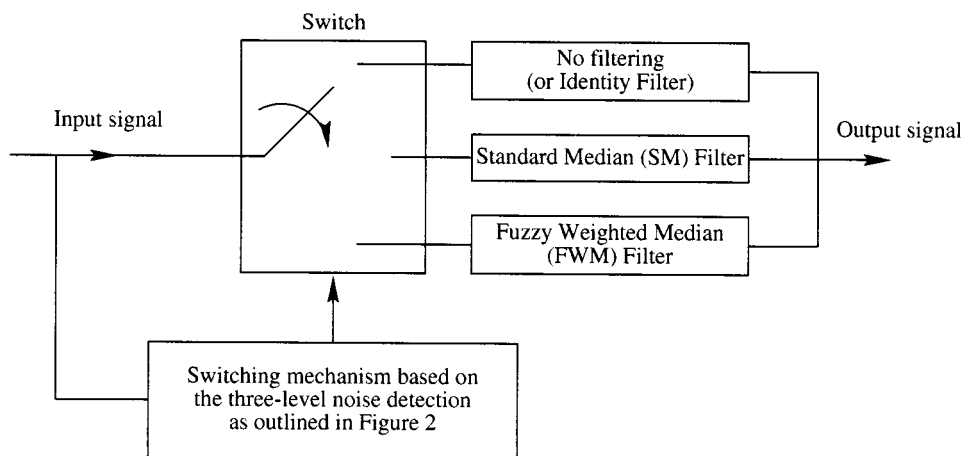 Switch
No filtering
(or Identity Filter)
Input signal
Output signal
Standard Median (SM) Filter
Fuzzy Weighted Median
(FWM) Filter
Switching mechanism based on
the three-level noise detection
as outlined in Figure 2